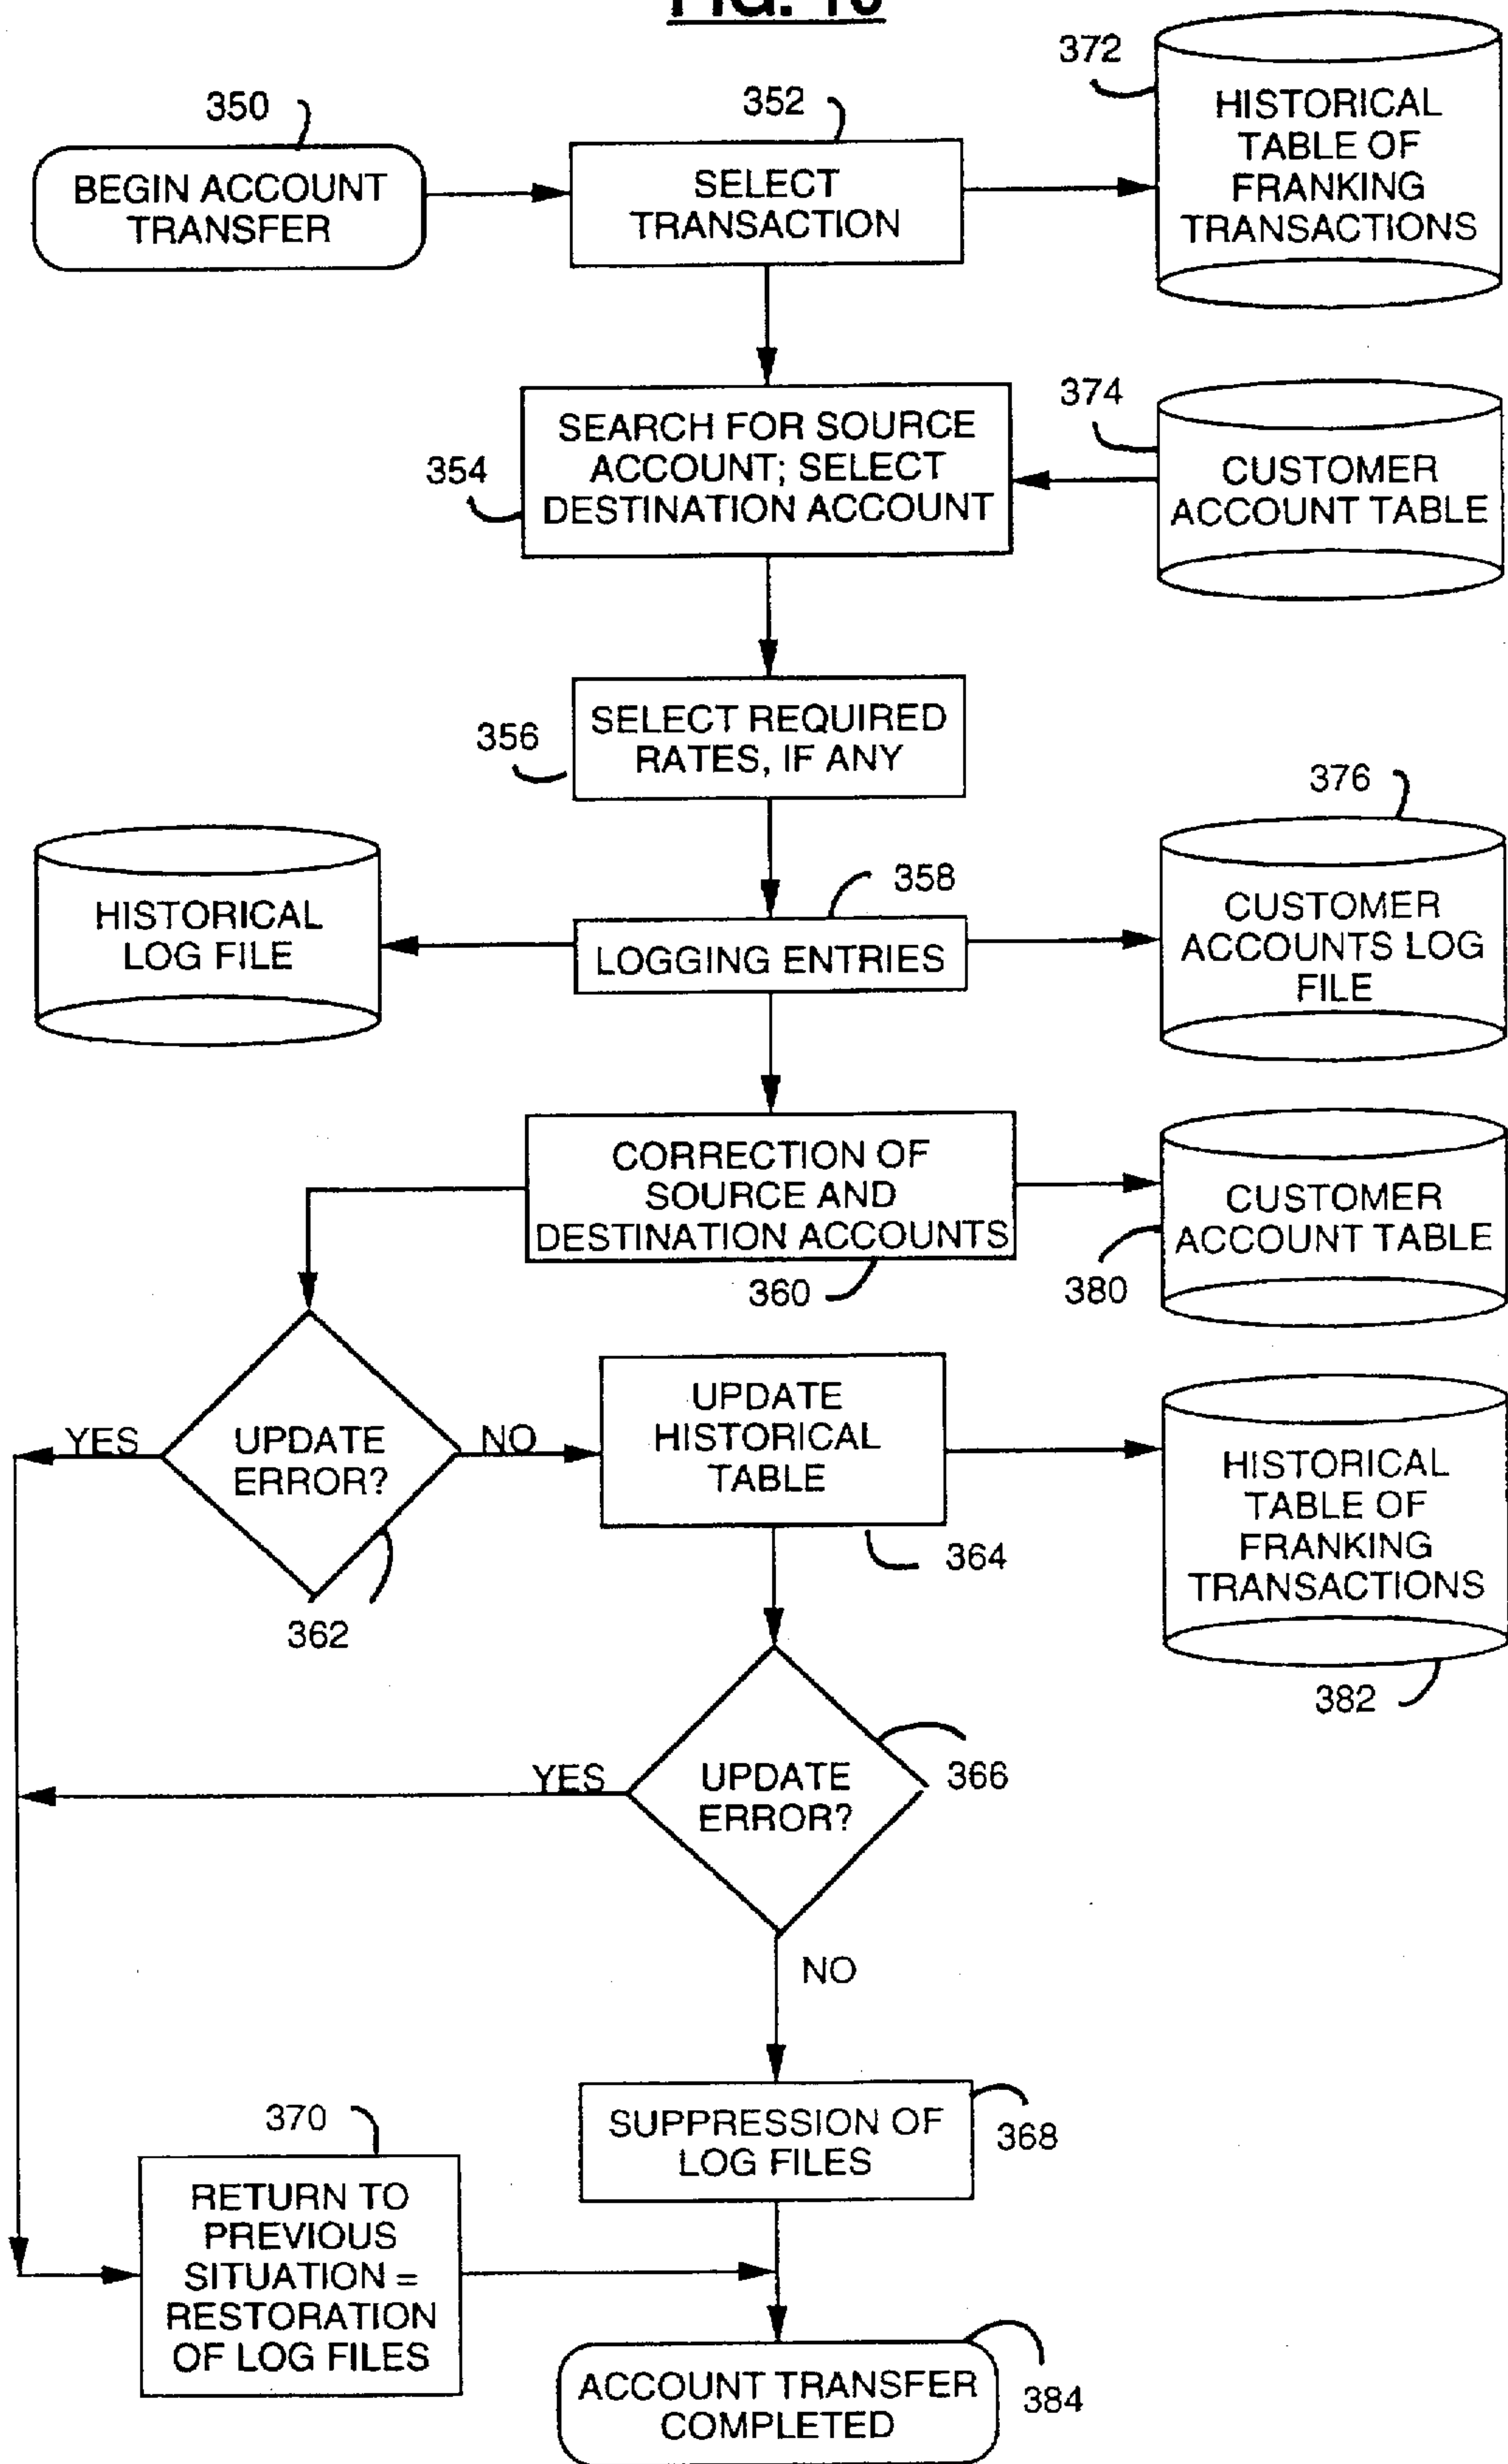 350
352
372
BEGIN ACCOUNT
TRANSFER
SELECT
TRANSACTION
HISTORICAL
TABLE OF
FRANKING
TRANSACTIONS
354
SEARCH FOR SOURCE
ACCOUNT; SELECT
DESTINATION ACCOUNT
374
CUSTOMER
ACCOUNT TABLE
356
SELECT REQUIRED
RATES, IF ANY
376
HISTORICAL
LOG FILE
358
LOGGING ENTRIES
CUSTOMER
ACCOUNTS LOG
FILE
CORRECTION OF
SOURCE AND
DESTINATION ACCOUNTS
360
CUSTOMER
ACCOUNT TABLE
380
YES
UPDATE
ERROR?
NO
362
UPDATE
HISTORICAL
TABLE
364
HISTORICAL
TABLE OF
FRANKING
TRANSACTIONS
382
YES
UPDATE
ERROR?
366
NO
370
SUPPRESSION OF
LOG FILES
368
RETURN TO
PREVIOUS
SITUATION =
RESTORATION
OF LOG FILES
ACCOUNT TRANSFER
COMPLETED
384